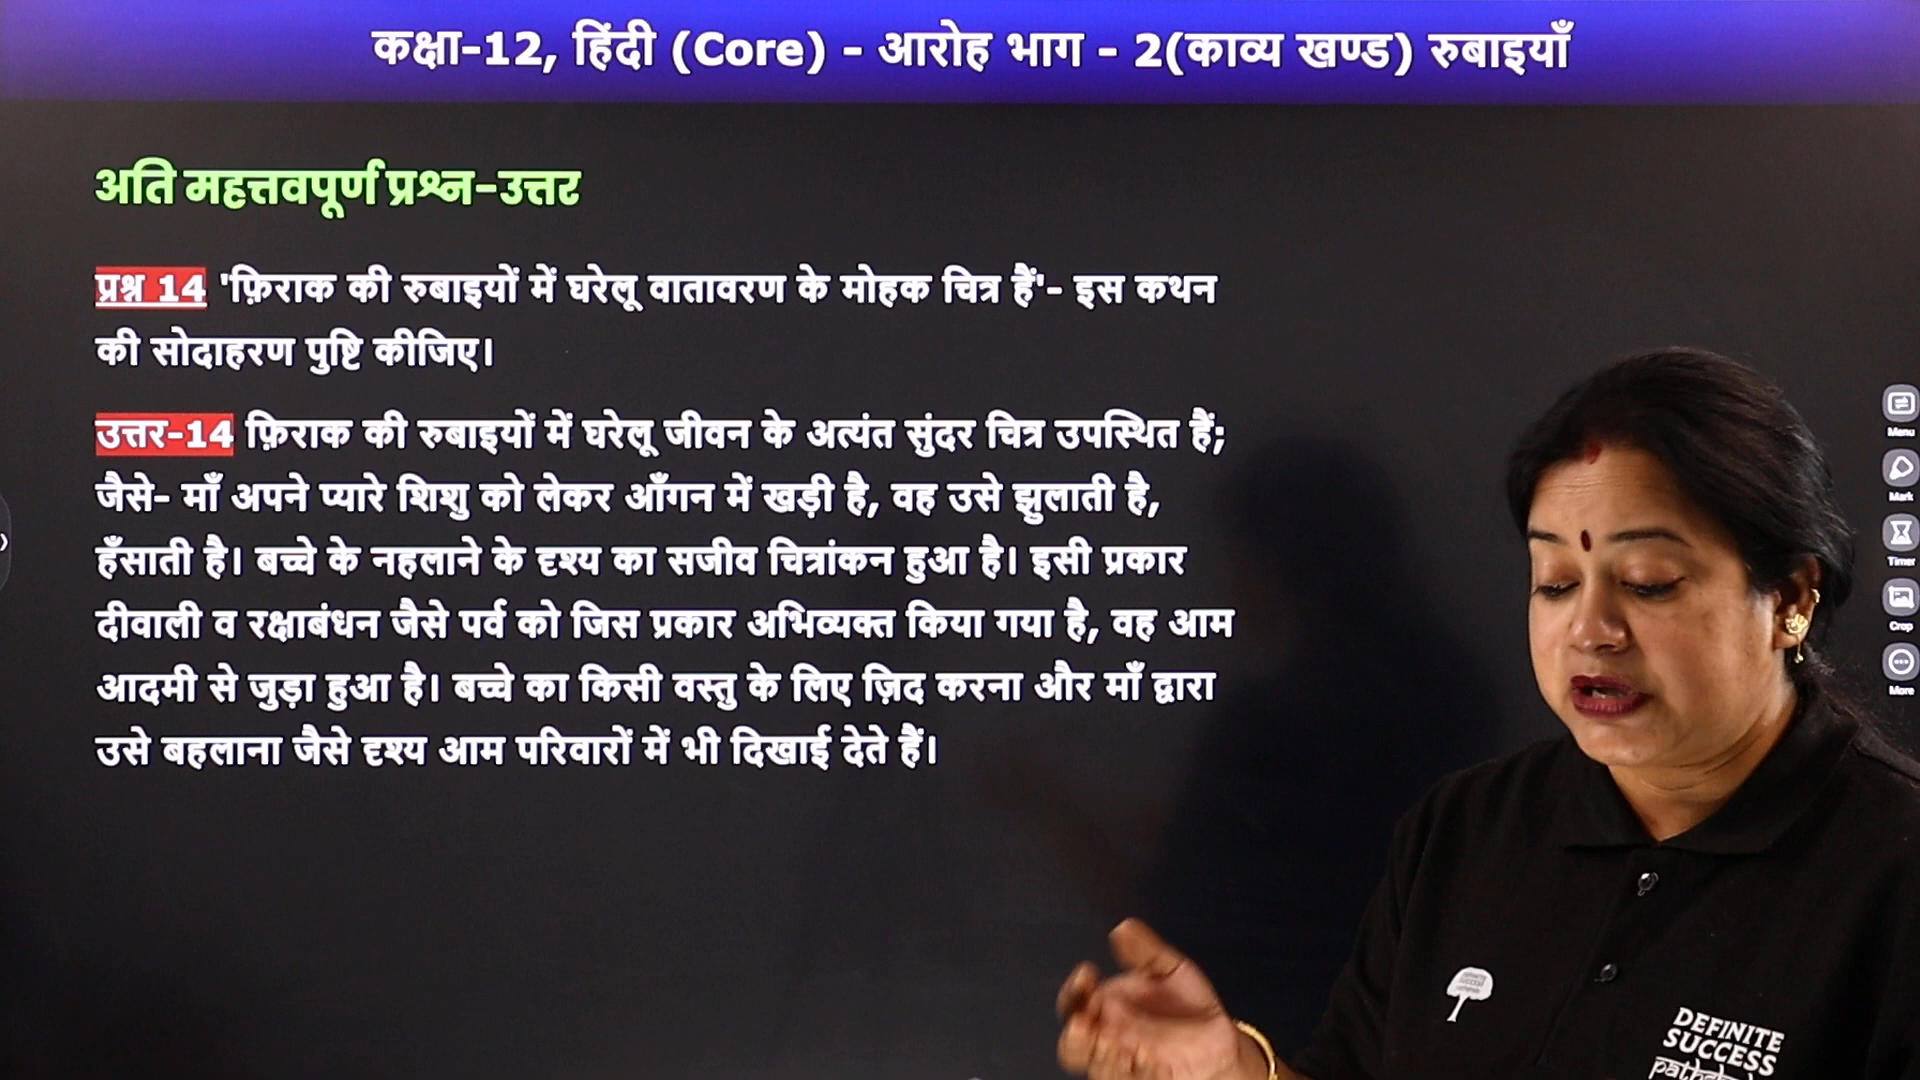 कक्षा-12, हिंदी (Core) - आरोह भाग - 2(काव्य खण्ड) रुबाइयाँ
अति महत्तवपूर्ण प्रश्न-उत्तर
प्रश्न 14 'फ़िराक की रुबाइयों में घरेलू वातावरण के मोहक चित्र हैं'- इस कथन
की सोदाहरण पुष्टि कीजिए।
उत्तर-14 फ़िराक की रुबाइयों में घरेलू जीवन के अत्यंत सुंदर चित्र उपस्थित हैं;
जैसे- माँ अपने प्यारे शिशु को लेकर आँगन में खड़ी है, वह उसे झुलाती है,
हँसाती है। बच्चे के नहलाने के दृश्य का सजीव चित्रांकन हुआ है। इसी प्रकार
दीवाली व रक्षाबंधन जैसे पर्व को जिस प्रकार अभिव्यक्त किया गया है, वह आम
आदमी से जुड़ा हुआ है। बच्चे का किसी वस्तु के लिए ज़िद करना और माँ द्वारा
उसे बहलाना जैसे दृश्य आम परिवारों में भी दिखाई देते हैं।
Menu
Mark
Timer
Crop
More
DEFINITE
SUCCESS